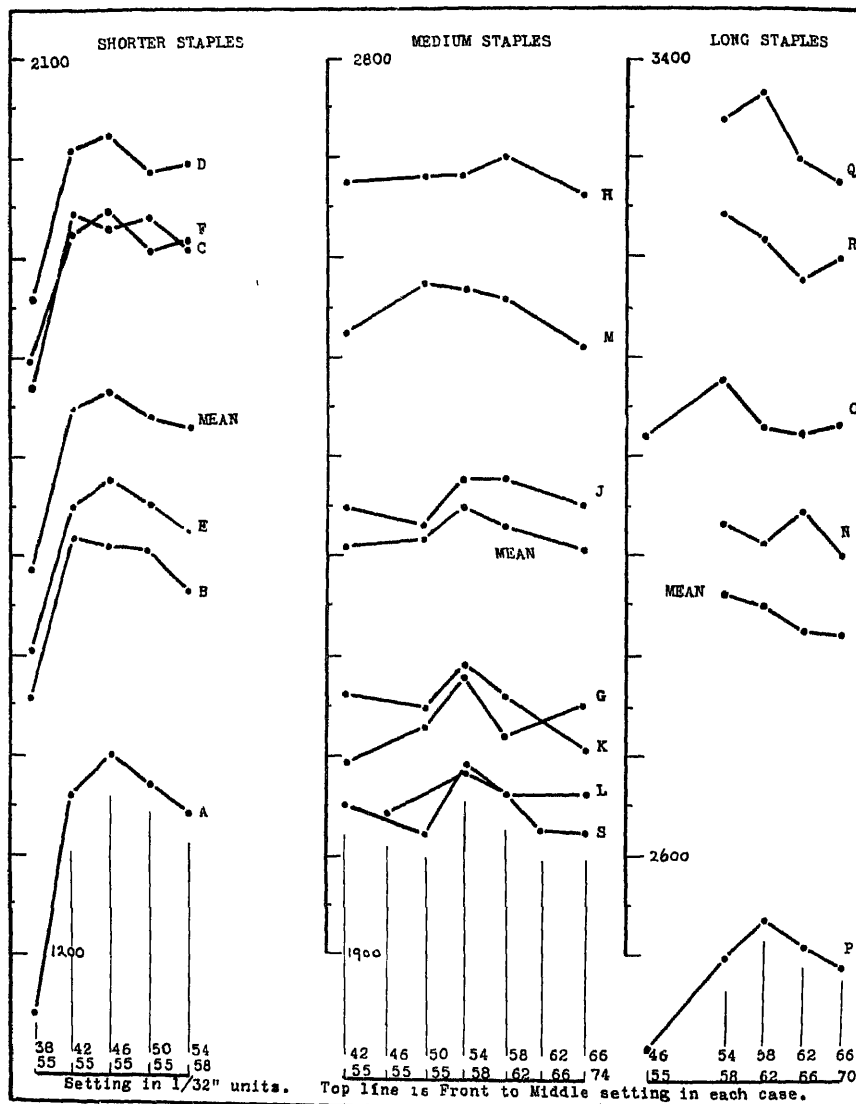 SHORTER STAPLES
2100
D
F
C
MEAN
E
B
A
1200
38 42 46 50 54
55 55 55 55 58
MEDIUM STAPLES
2800
H
M
J
MEAN
G
K
L
S
1900
42 46 50 54 58 62 66
55 55 55 58 62 66 74
LONG STAPLES
3400
Q
R
O
N
MEAN
2600
P
46 54 58 62 66
55 58 62 66 70
Setting in 1/32" units. Top line is Front to Middle setting in each case.